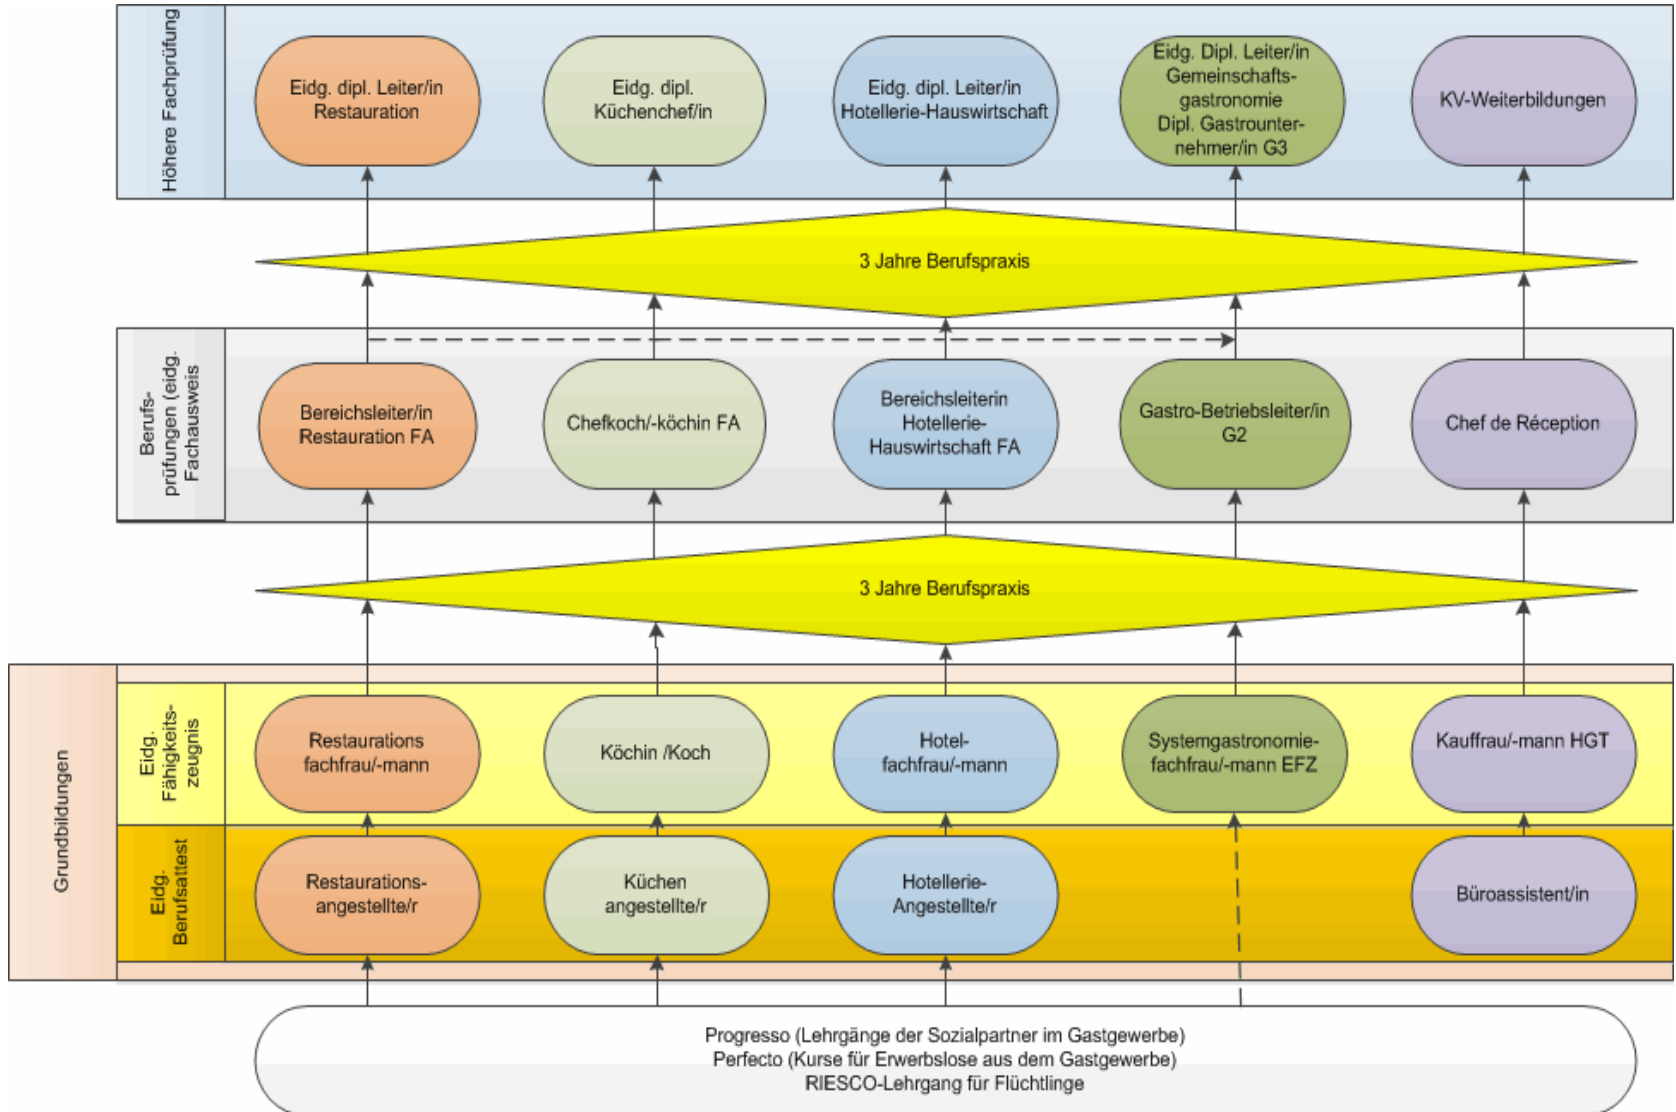 Höhere Fachprüfung
Eidg. dipl. Leiter/in
Restauration
Eidg. dipl.
Küchenchef/in
Eidg. dipl. Leiter/in
Hotellerie-Hauswirtschaft
Eidg. Dipl. Leiter/in
Gemeinschafts-
gastronomie
Dipl. Gastrounter-
nehmer/in G3
KV-Weiterbildungen
3 Jahre Berufspraxis
Berufs-
prüfungen (eidg.
Fachausweis
Bereichsleiter/in
Restauration FA
Chefkoch/-köchin FA
Bereichsleiterin
Hotellerie-
Hauswirtschaft FA
Gastro-Betriebsleiter/in
G2
Chef de Réception
3 Jahre Berufspraxis
Grundbildungen
Eidg.
Fähigkeits-
zeugnis
Restaurations
fachfrau/-mann
Köchin /Koch
Hotel-
fachfrau/-mann
Systemgastronomie-
fachfrau/-mann EFZ
Kauffrau/-mann HGT
Eidg.
Berufsattest
Restaurations-
angestellte/r
Küchen
angestellte/r
Hotellerie-
Angestellte/r
Büroassistent/in
Progresso (Lehrgänge der Sozialpartner im Gastgewerbe)
Perfecto (Kurse für Erwerbslose aus dem Gastgewerbe)
RIESCO-Lehrgang für Flüchtlinge